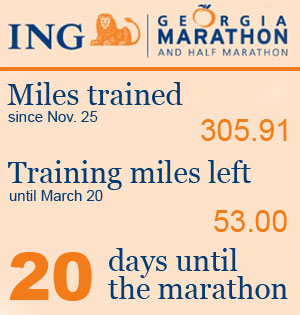 ING
GEORGIA
MARATHON
AND HALF MARATHON
Miles trained
since Nov. 25
305.91
Training miles left
until March 20
53.00
20 days until
the marathon